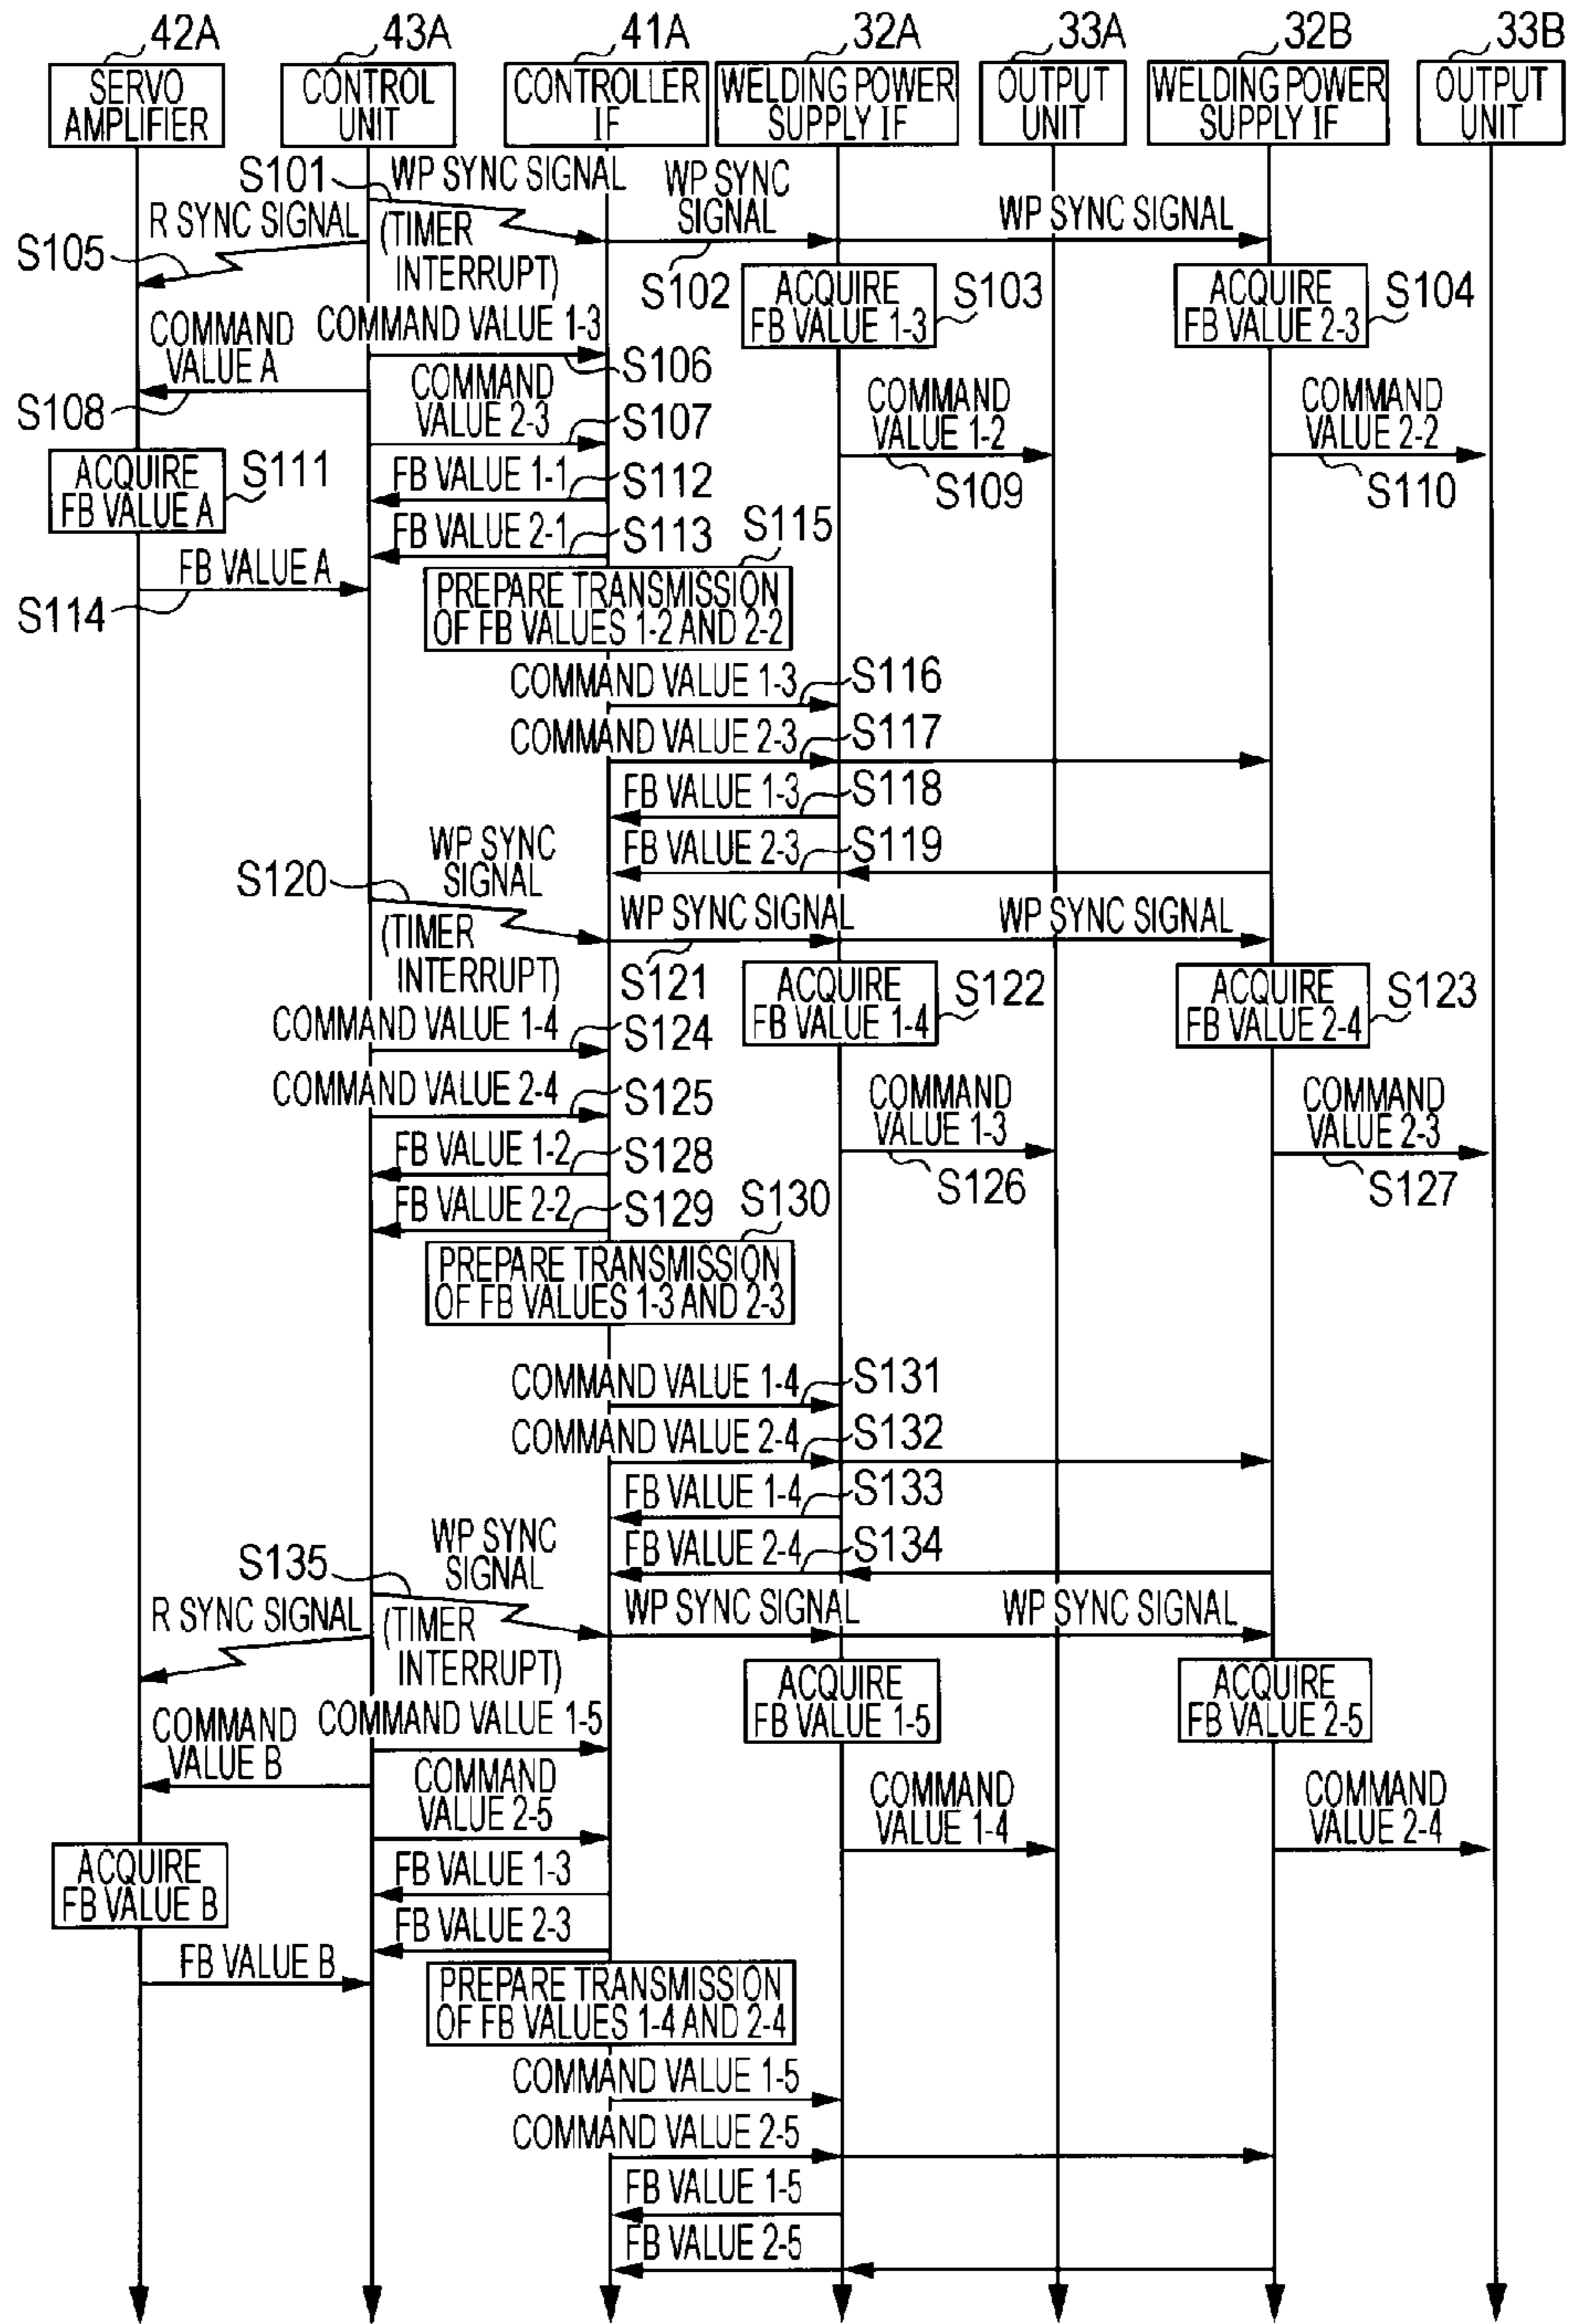 42A
43A
41A
32A
33A
32B
33B
SERVO
AMPLIFIER
CONTROL
UNIT
CONTROLLER
IF
WELDING POWER
SUPPLY IF
OUTPUT
UNIT
WELDING POWER
SUPPLY IF
OUTPUT
UNIT
S101
WP SYNC SIGNAL
WP SYNC
SIGNAL
WP SYNC SIGNAL
R SYNC SIGNAL
(TIMER
INTERRUPT)
S105
S102
ACQUIRE
FB VALUE 1-3
S103
ACQUIRE
FB VALUE 2-3
S104
COMMAND
VALUE A
COMMAND VALUE 1-3
S106
S108
COMMAND
VALUE 2-3
S107
COMMAND
VALUE 1-2
S109
COMMAND
VALUE 2-2
S110
ACQUIRE
FB VALUE A
S111
FB VALUE 1-1
S112
FB VALUE 2-1
S113
S115
FB VALUE A
S114
PREPARE TRANSMISSION
OF FB VALUES 1-2 AND 2-2
COMMAND VALUE 1-3
S116
COMMAND VALUE 2-3
S117
FB VALUE 1-3
S118
FB VALUE 2-3
S119
S120
WP SYNC
SIGNAL
(TIMER
INTERRUPT)
WP SYNC SIGNAL
WP SYNC SIGNAL
S121
ACQUIRE
FB VALUE 1-4
S122
ACQUIRE
FB VALUE 2-4
S123
COMMAND VALUE 1-4
S124
COMMAND VALUE 2-4
S125
COMMAND
VALUE 1-3
S126
COMMAND
VALUE 2-3
S127
FB VALUE 1-2
S128
FB VALUE 2-2
S129
S130
PREPARE TRANSMISSION
OF FB VALUES 1-3 AND 2-3
COMMAND VALUE 1-4
S131
COMMAND VALUE 2-4
S132
FB VALUE 1-4
S133
FB VALUE 2-4
S134
S135
WP SYNC
SIGNAL
R SYNC SIGNAL
(TIMER
INTERRUPT)
WP SYNC SIGNAL
WP SYNC SIGNAL
ACQUIRE
FB VALUE 1-5
ACQUIRE
FB VALUE 2-5
COMMAND
VALUE B
COMMAND VALUE 1-5
COMMAND
VALUE 2-5
COMMAND
VALUE 1-4
COMMAND
VALUE 2-4
ACQUIRE
FB VALUE B
FB VALUE 1-3
FB VALUE 2-3
FB VALUE B
PREPARE TRANSMISSION
OF FB VALUES 1-4 AND 2-4
COMMAND VALUE 1-5
COMMAND VALUE 2-5
FB VALUE 1-5
FB VALUE 2-5